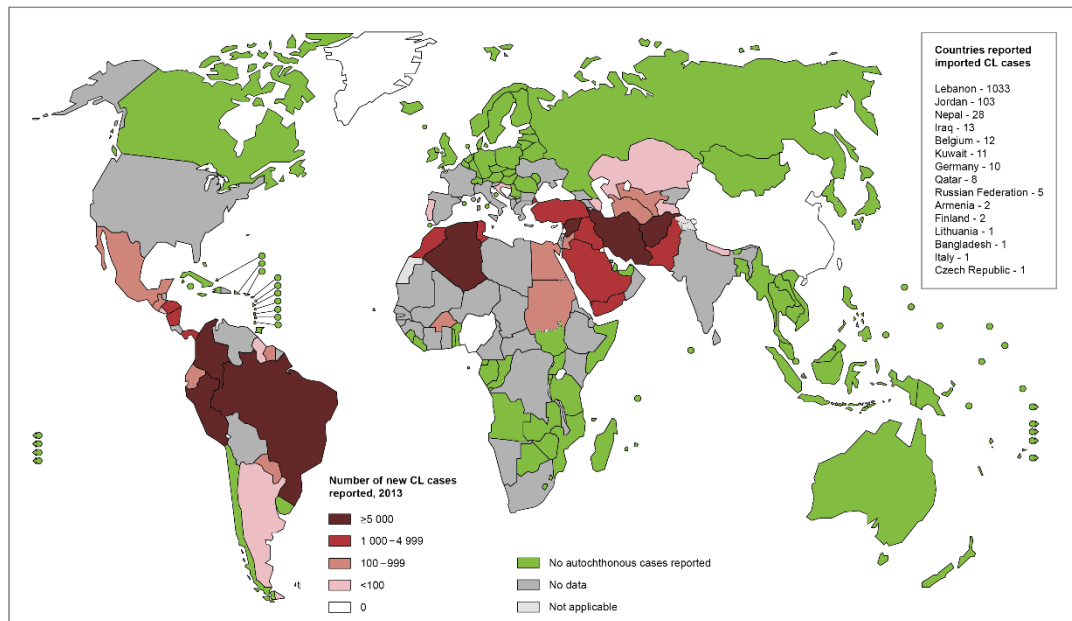 Countries reported
imported CL cases
Lebanon - 1033
Jordan - 103
Nepal - 28
Iraq - 13
Belgium - 12
Kuwait - 11
Germany - 10
Qatar - 8
Russian Federation - 5
Armenia - 2
Finland - 2
Lithuania - 1
Bangladesh - 1
Italy - 1
Czech Republic - 1
Number of new CL cases
reported, 2013
≥5 000
1 000–4 999
100–999
<100
0
No autochthonous cases reported
No data
Not applicable